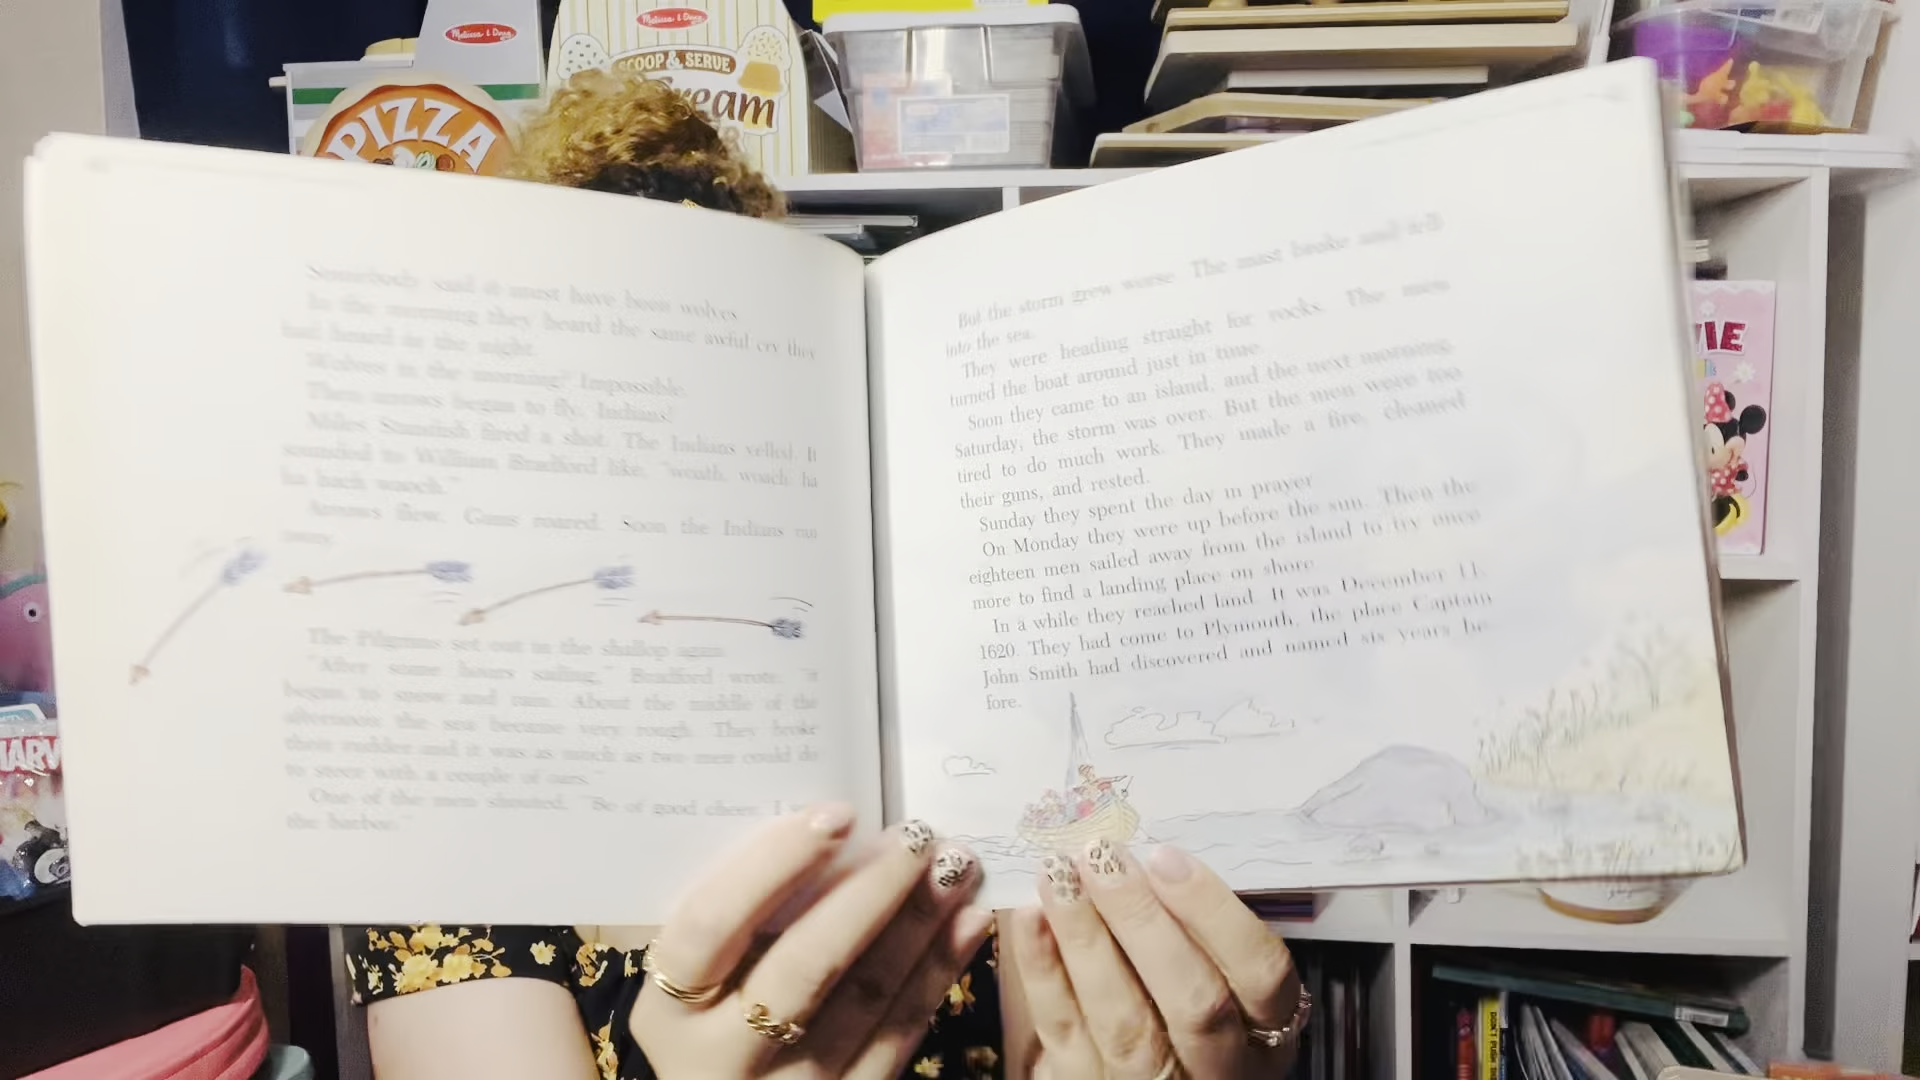 Melissa & Doug
Melissa & Doug
SCOOP & SERVE
PIZZA
Somebody said it must have been wolves.
In the morning they heard the same awful cry they
had heard in the night.
Wolves in the morning? Impossible.
Then arrows began to fly. Indians!
Miles Standish fired a shot. The Indians yelled. It
sounded to William Bradford like, "woath, woach ha
ha hach woach."
Arrows flew. Guns roared. Soon the Indians ran
away.
The Pilgrims set out in the shallop again.
"After some hours sailing," Bradford wrote, "it
began to snow and rain. About the middle of the
afternoon the sea became very rough. They broke
their rudder and it was as much as two men could do
to steer with a couple of oars."
One of the men shouted, "Be of good cheer, I
the harbor."
But the storm grew worse. The mast broke and fell
into the sea.
They were heading straight for rocks. The men
turned the boat around just in time.
Soon they came to an island, and the next morning,
Saturday, the storm was over. But the men were too
tired to do much work. They made a fire, cleaned
their guns, and rested.
Sunday they spent the day in prayer.
On Monday they were up before the sun. Then the
eighteen men sailed away from the island to try once
more to find a landing place on shore.
In a while they reached land. It was December 11,
1620. They had come to Plymouth, the place Captain
John Smith had discovered and named six years be-
fore.
MARV